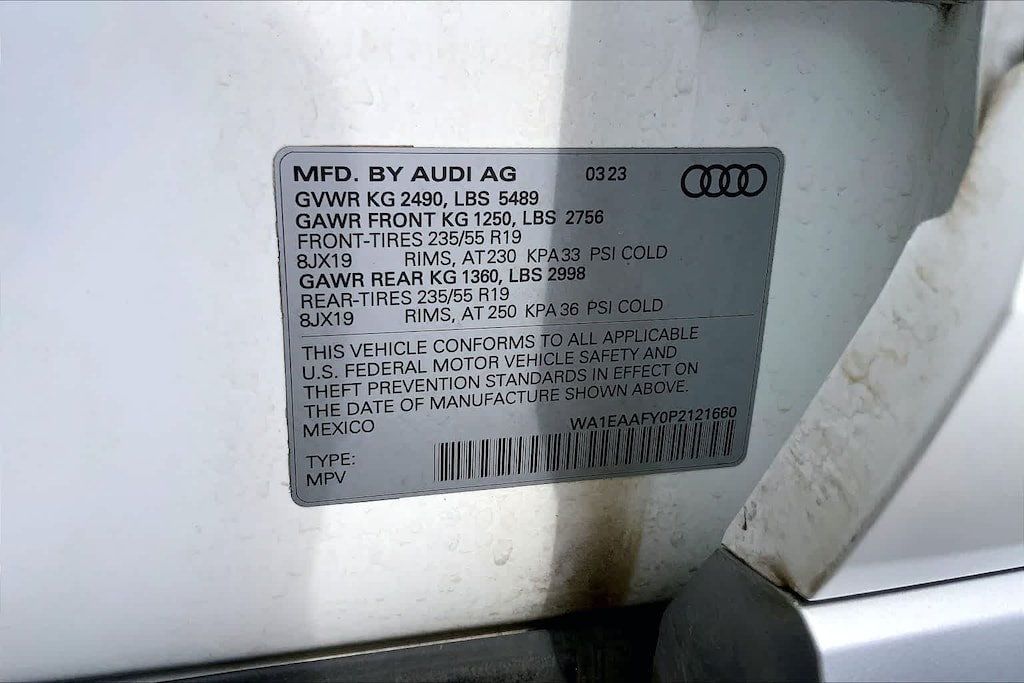 MFD. BY AUDI AG 0323
GVWR KG 2490, LBS 5489
GAWR FRONT KG 1250, LBS 2756
FRONT-TIRES 235/55 R19
8JX19 RIMS, AT 230 KPA 33 PSI COLD
GAWR REAR KG 1360, LBS 2998
REAR-TIRES 235/55 R19
8JX19 RIMS, AT 250 KPA 36 PSI COLD
THIS VEHICLE CONFORMS TO ALL APPLICABLE
U.S. FEDERAL MOTOR VEHICLE SAFETY AND
THEFT PREVENTION STANDARDS IN EFFECT ON
THE DATE OF MANUFACTURE SHOWN ABOVE.
MEXICO WA1EAAFY0P2121660
TYPE:
MPV